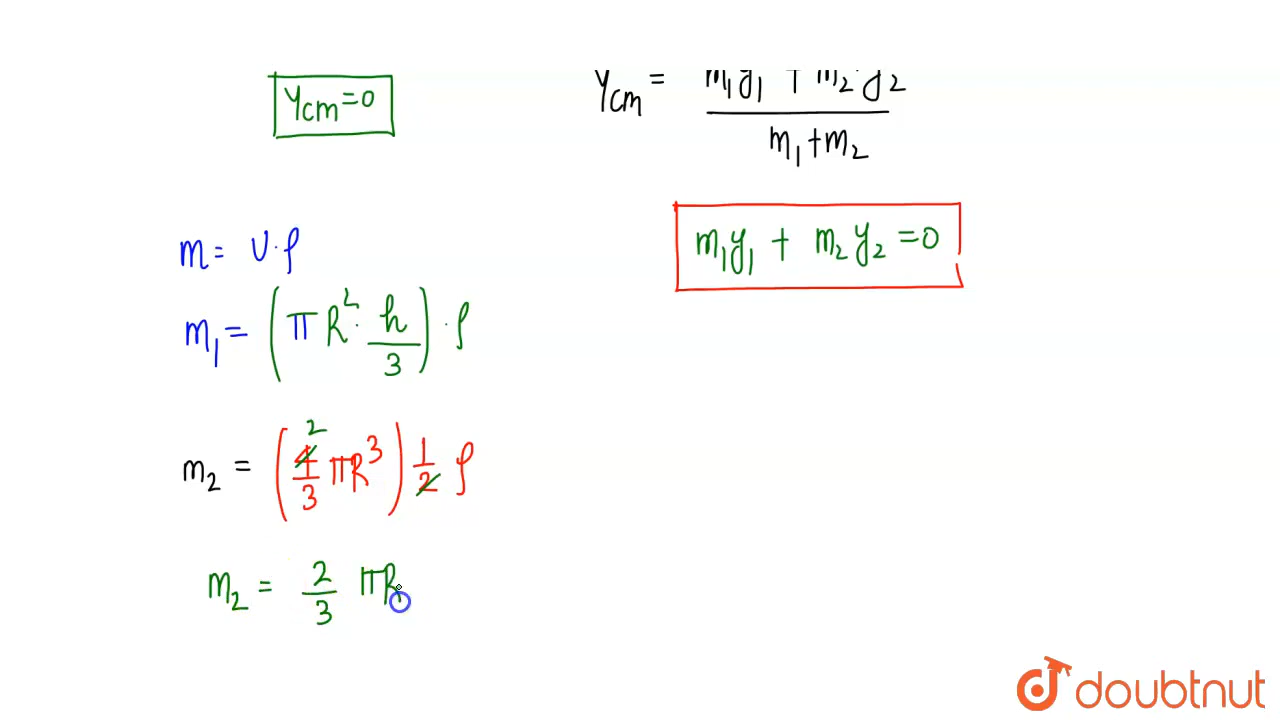 Ycm = 0
Ycm = m₁y₁ + m₂y₂ / m₁ + m₂
m = V · ρ
m₁y₁ + m₂y₂ = 0
m₁ = (πR² · h/3) · ρ
m₂ = (4/3 πR³) 1/2 ρ
2
m₂ = 2/3 πR
doubtnut